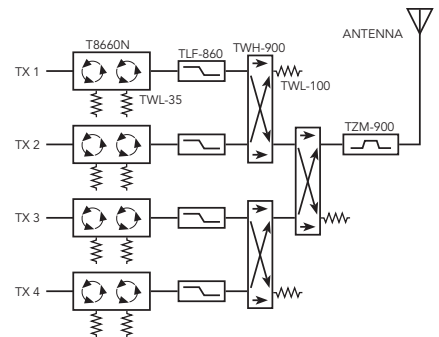 T8660N
TLF-860
TWH-900
ANTENNA
TX 1
TWL-35
TWL-100
TX 2
TZM-900
TX 3
TX 4